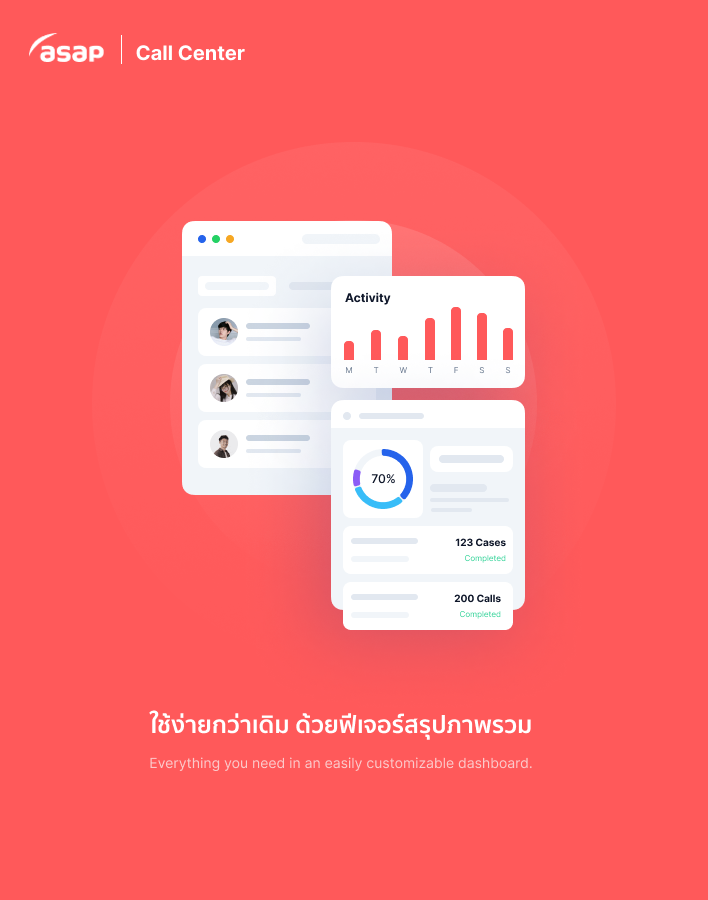 asap
Call Center
Activity
M T W T F S S
70%
123 Cases
Completed
200 Calls
Completed
ใช้ง่ายกว่าเดิม ด้วยฟีเจอร์สรุปภาพรวม
Everything you need in an easily customizable dashboard.